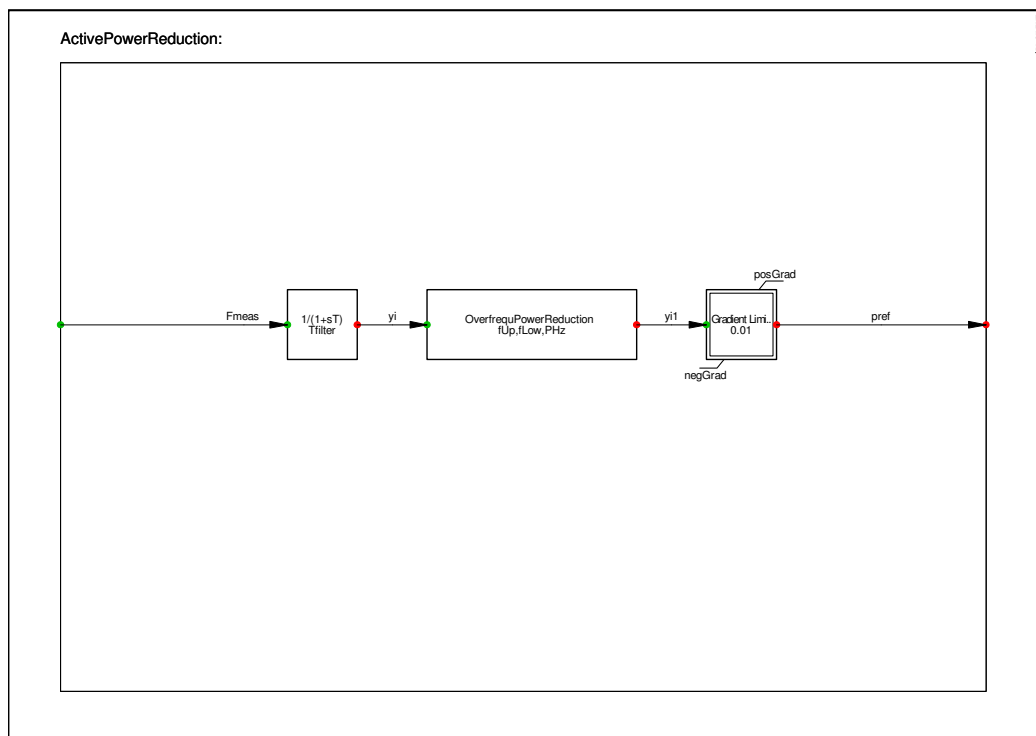 ActivePowerReduction:
posGrad
Fmeas
1/(1+sT)
Tfilter
yi
OverfrequPowerReduction
fUp,fLow,PHz
yi1
Gradient Limi..
0.01
pref
negGrad